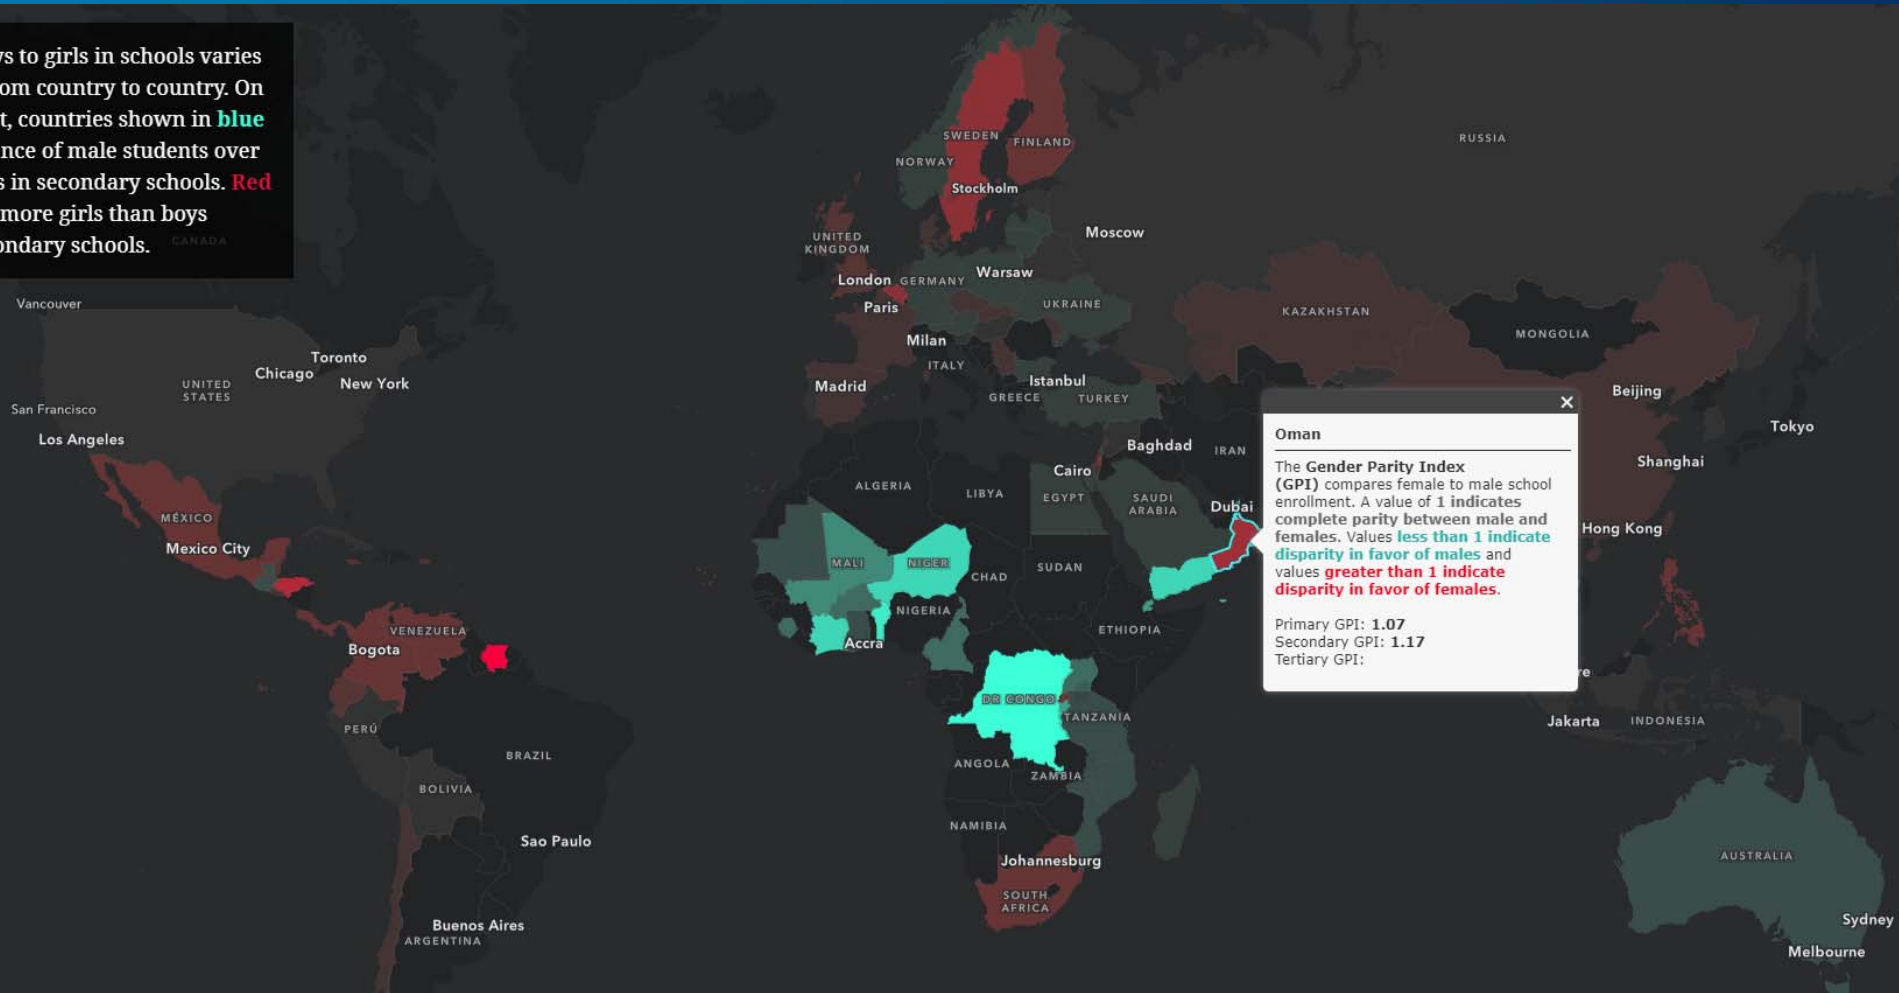 ys to girls in schools varies
om country to country. On
t, countries shown in blue
nce of male students over
s in secondary schools. Red
more girls than boys
ondary schools.
CANADA
Vancouver
Toronto
Chicago
New York
UNITED
STATES
San Francisco
Los Angeles
MÉXICO
Mexico City
VENEZUELA
Bogota
PERÚ
BRAZIL
BOLIVIA
Sao Paulo
Buenos Aires
ARGENTINA
SWEDEN
FINLAND
NORWAY
Stockholm
RUSSIA
Moscow
UNITED
KINGDOM
London
GERMANY
Warsaw
Paris
UKRAINE
KAZAKHSTAN
MONGOLIA
Milan
ITALY
Madrid
Istanbul
GREECE
TURKEY
Beijing
Tokyo
Baghdad
IRAN
Shanghai
Cairo
ALGERIA
LIBYA
EGYPT
SAUDI
ARABIA
Dubai
Hong Kong
MALI
NIGER
CHAD
SUDAN
NIGERIA
ETHIOPIA
Accra
DR CONGO
TANZANIA
ANGOLA
ZAMBIA
NAMIBIA
Johannesburg
SOUTH
AFRICA
Oman
The Gender Parity Index
(GPI) compares female to male school
enrollment. A value of 1 indicates
complete parity between male and
females. Values less than 1 indicate
disparity in favor of males and
values greater than 1 indicate
disparity in favor of females.
Primary GPI: 1.07
Secondary GPI: 1.17
Tertiary GPI:
re
Jakarta
INDONESIA
AUSTRALIA
Sydney
Melbourne